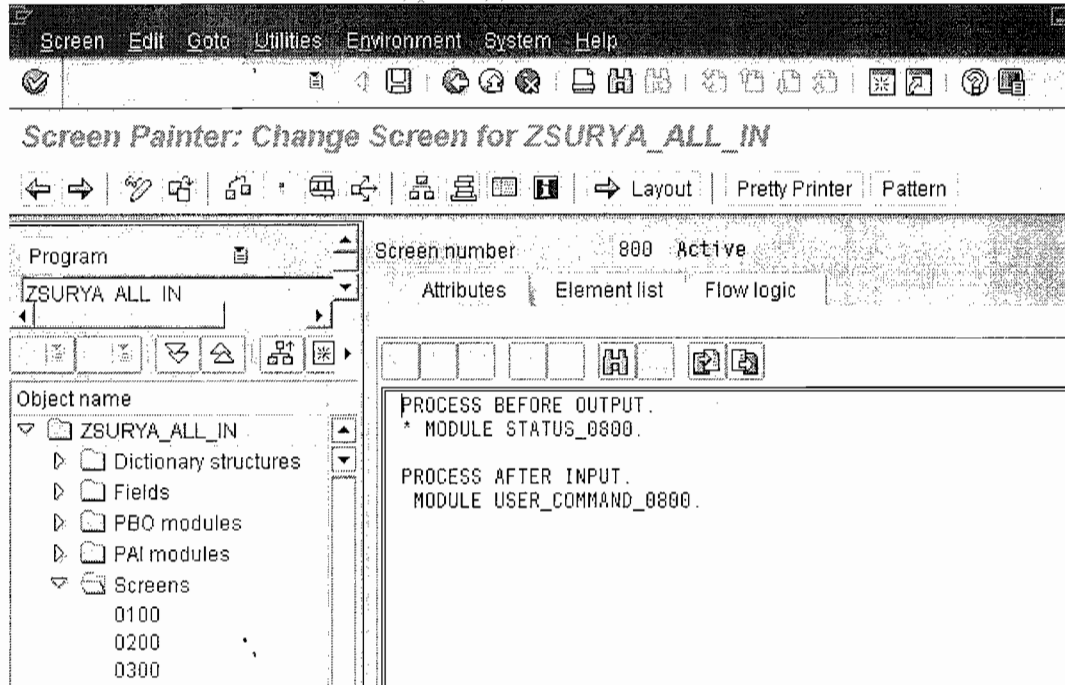 Screen Edit Goto Utilities Environment System Help
Screen Painter: Change Screen for ZSURYA_ALL_IN
Layout Pretty Printer Pattern
Program
ZSURYA ALL IN
Screen number 800 Active
Attributes Element list Flow logic
Object name
ZSURYA_ALL_IN
Dictionary structures
Fields
PBO modules
PAI modules
Screens
0100
0200
0300
PROCESS BEFORE OUTPUT.
* MODULE STATUS_0800.
PROCESS AFTER INPUT.
MODULE USER_COMMAND_0800.